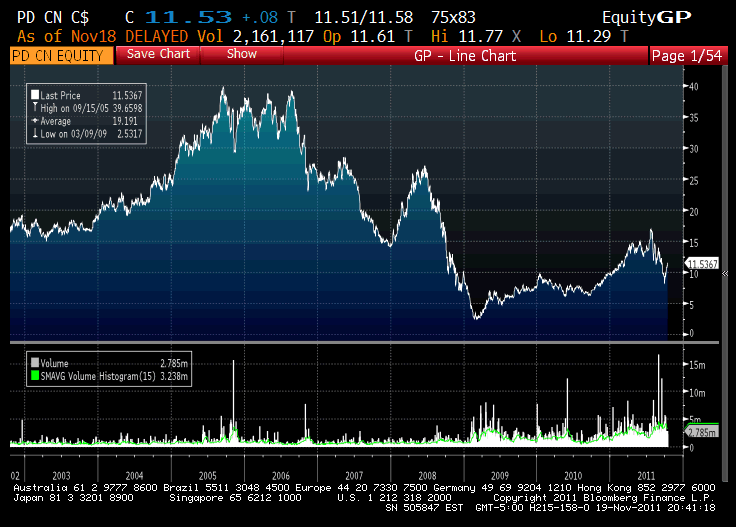 PD CN C$ C 11.53 +.08 T 11.51/11.58 75x83 EquityGP
As of Nov18 DELAYED Vol 2,161,117 Op 11.61 T Hi 11.77 X Lo 11.29 T
PD CN EQUITY Save Chart Show GP - Line Chart Page 1/54
Last Price 11.5367
High on 09/15/05 39.6598
Average 19.191
Low on 03/09/09 2.5317
40
35
30
25
20
15
11.5367
10
5
0
Volume 2.785m
SMAVG Volume Histogram(15) 3.238m
15m
10m
5m
2.785m
0
02 2003 2004 2005 2006 2007 2008 2009 2010 2011
Australia 61 2 9777 8600 Brazil 5511 3048 4500 Europe 44 20 7330 7500 Germany 49 69 9204 1210 Hong Kong 852 2977 6000
Japan 81 3 3201 8900 Singapore 65 6212 1000 U.S. 1 212 318 2000 Copyright 2011 Bloomberg Finance L.P.
SN 505847 EST GMT-5:00 H215-158-0 19-Nov-2011 20:41:18